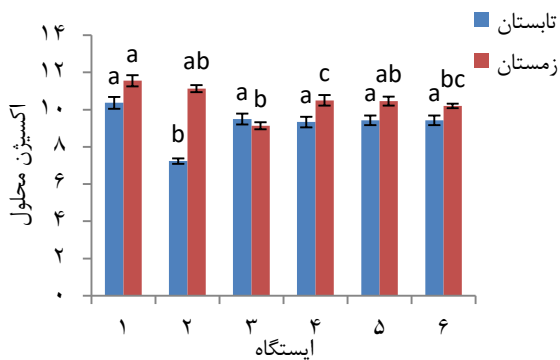 تابستان
زمستان
اکسیژن محلول
۱۴
۱۲
۱۰
۸
۶
۴
۲
۰
a a b ab a b a c a ab a bc
۱ ۲ ۳ ۴ ۵ ۶
ایستگاه